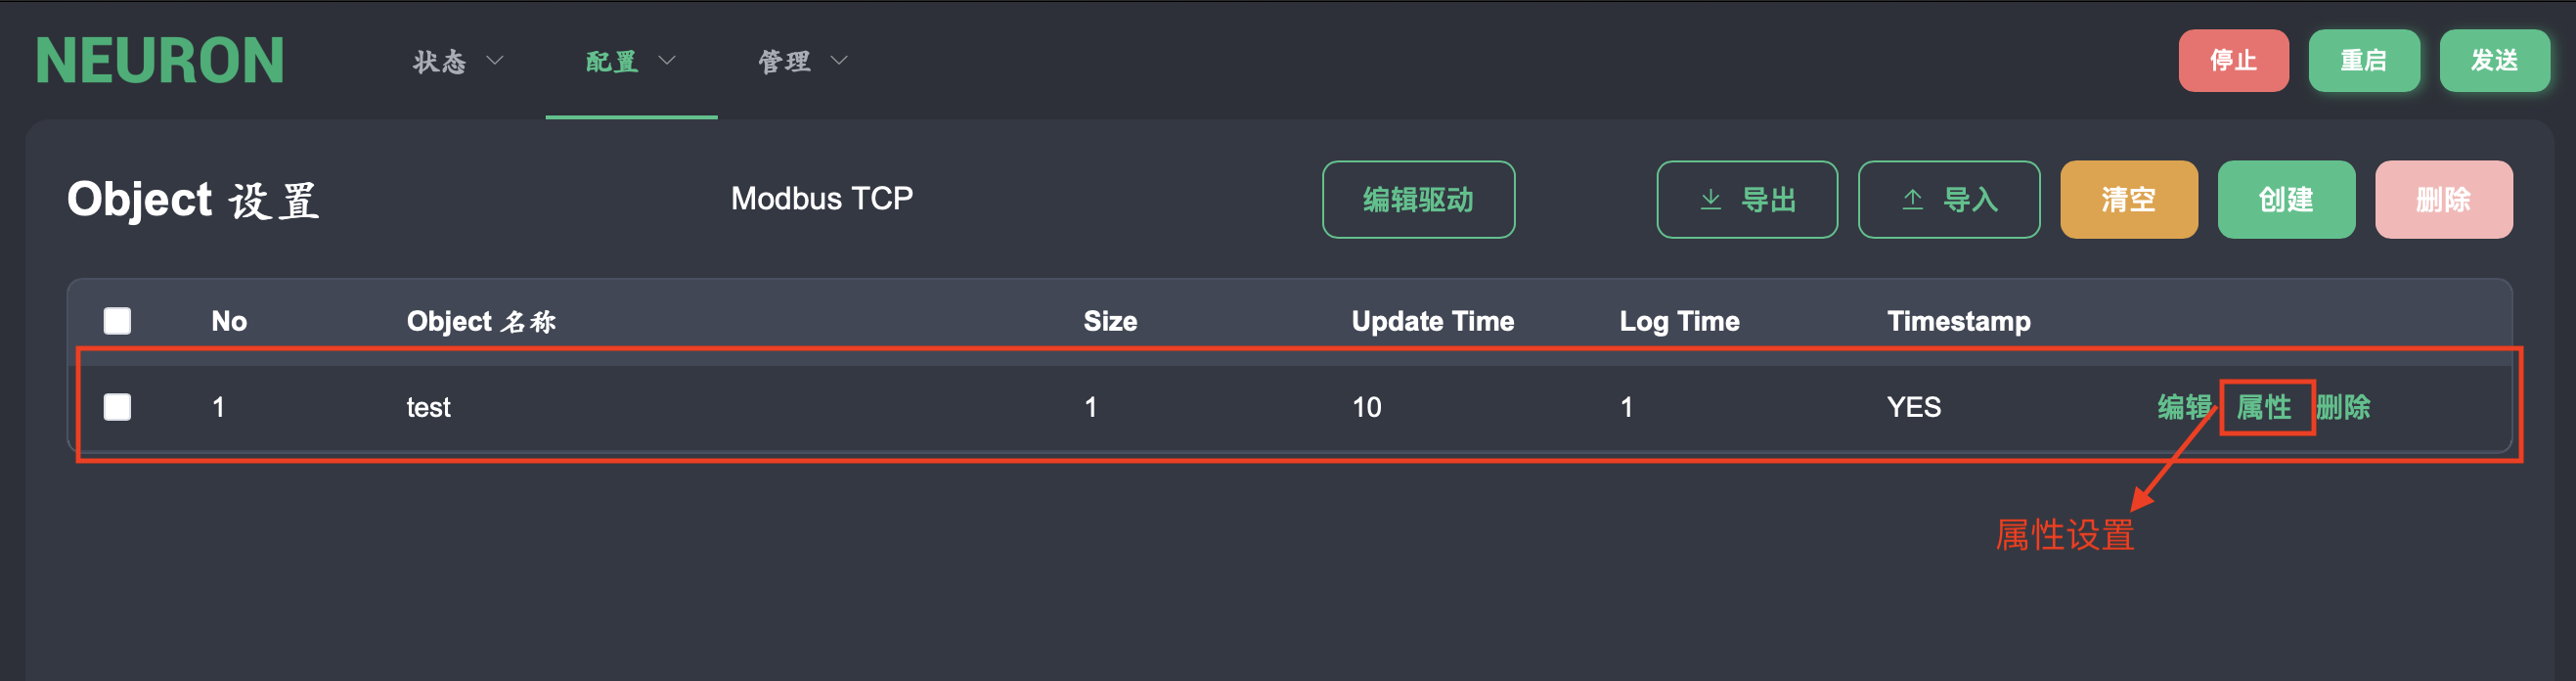 NEURON 状态 配置 管理 停止 重启 发送
Object 设置 Modbus TCP 编辑驱动 导出 导入 清空 创建 删除
No Object 名称 Size Update Time Log Time Timestamp
1 test 1 10 1 YES 编辑 属性 删除
属性设置